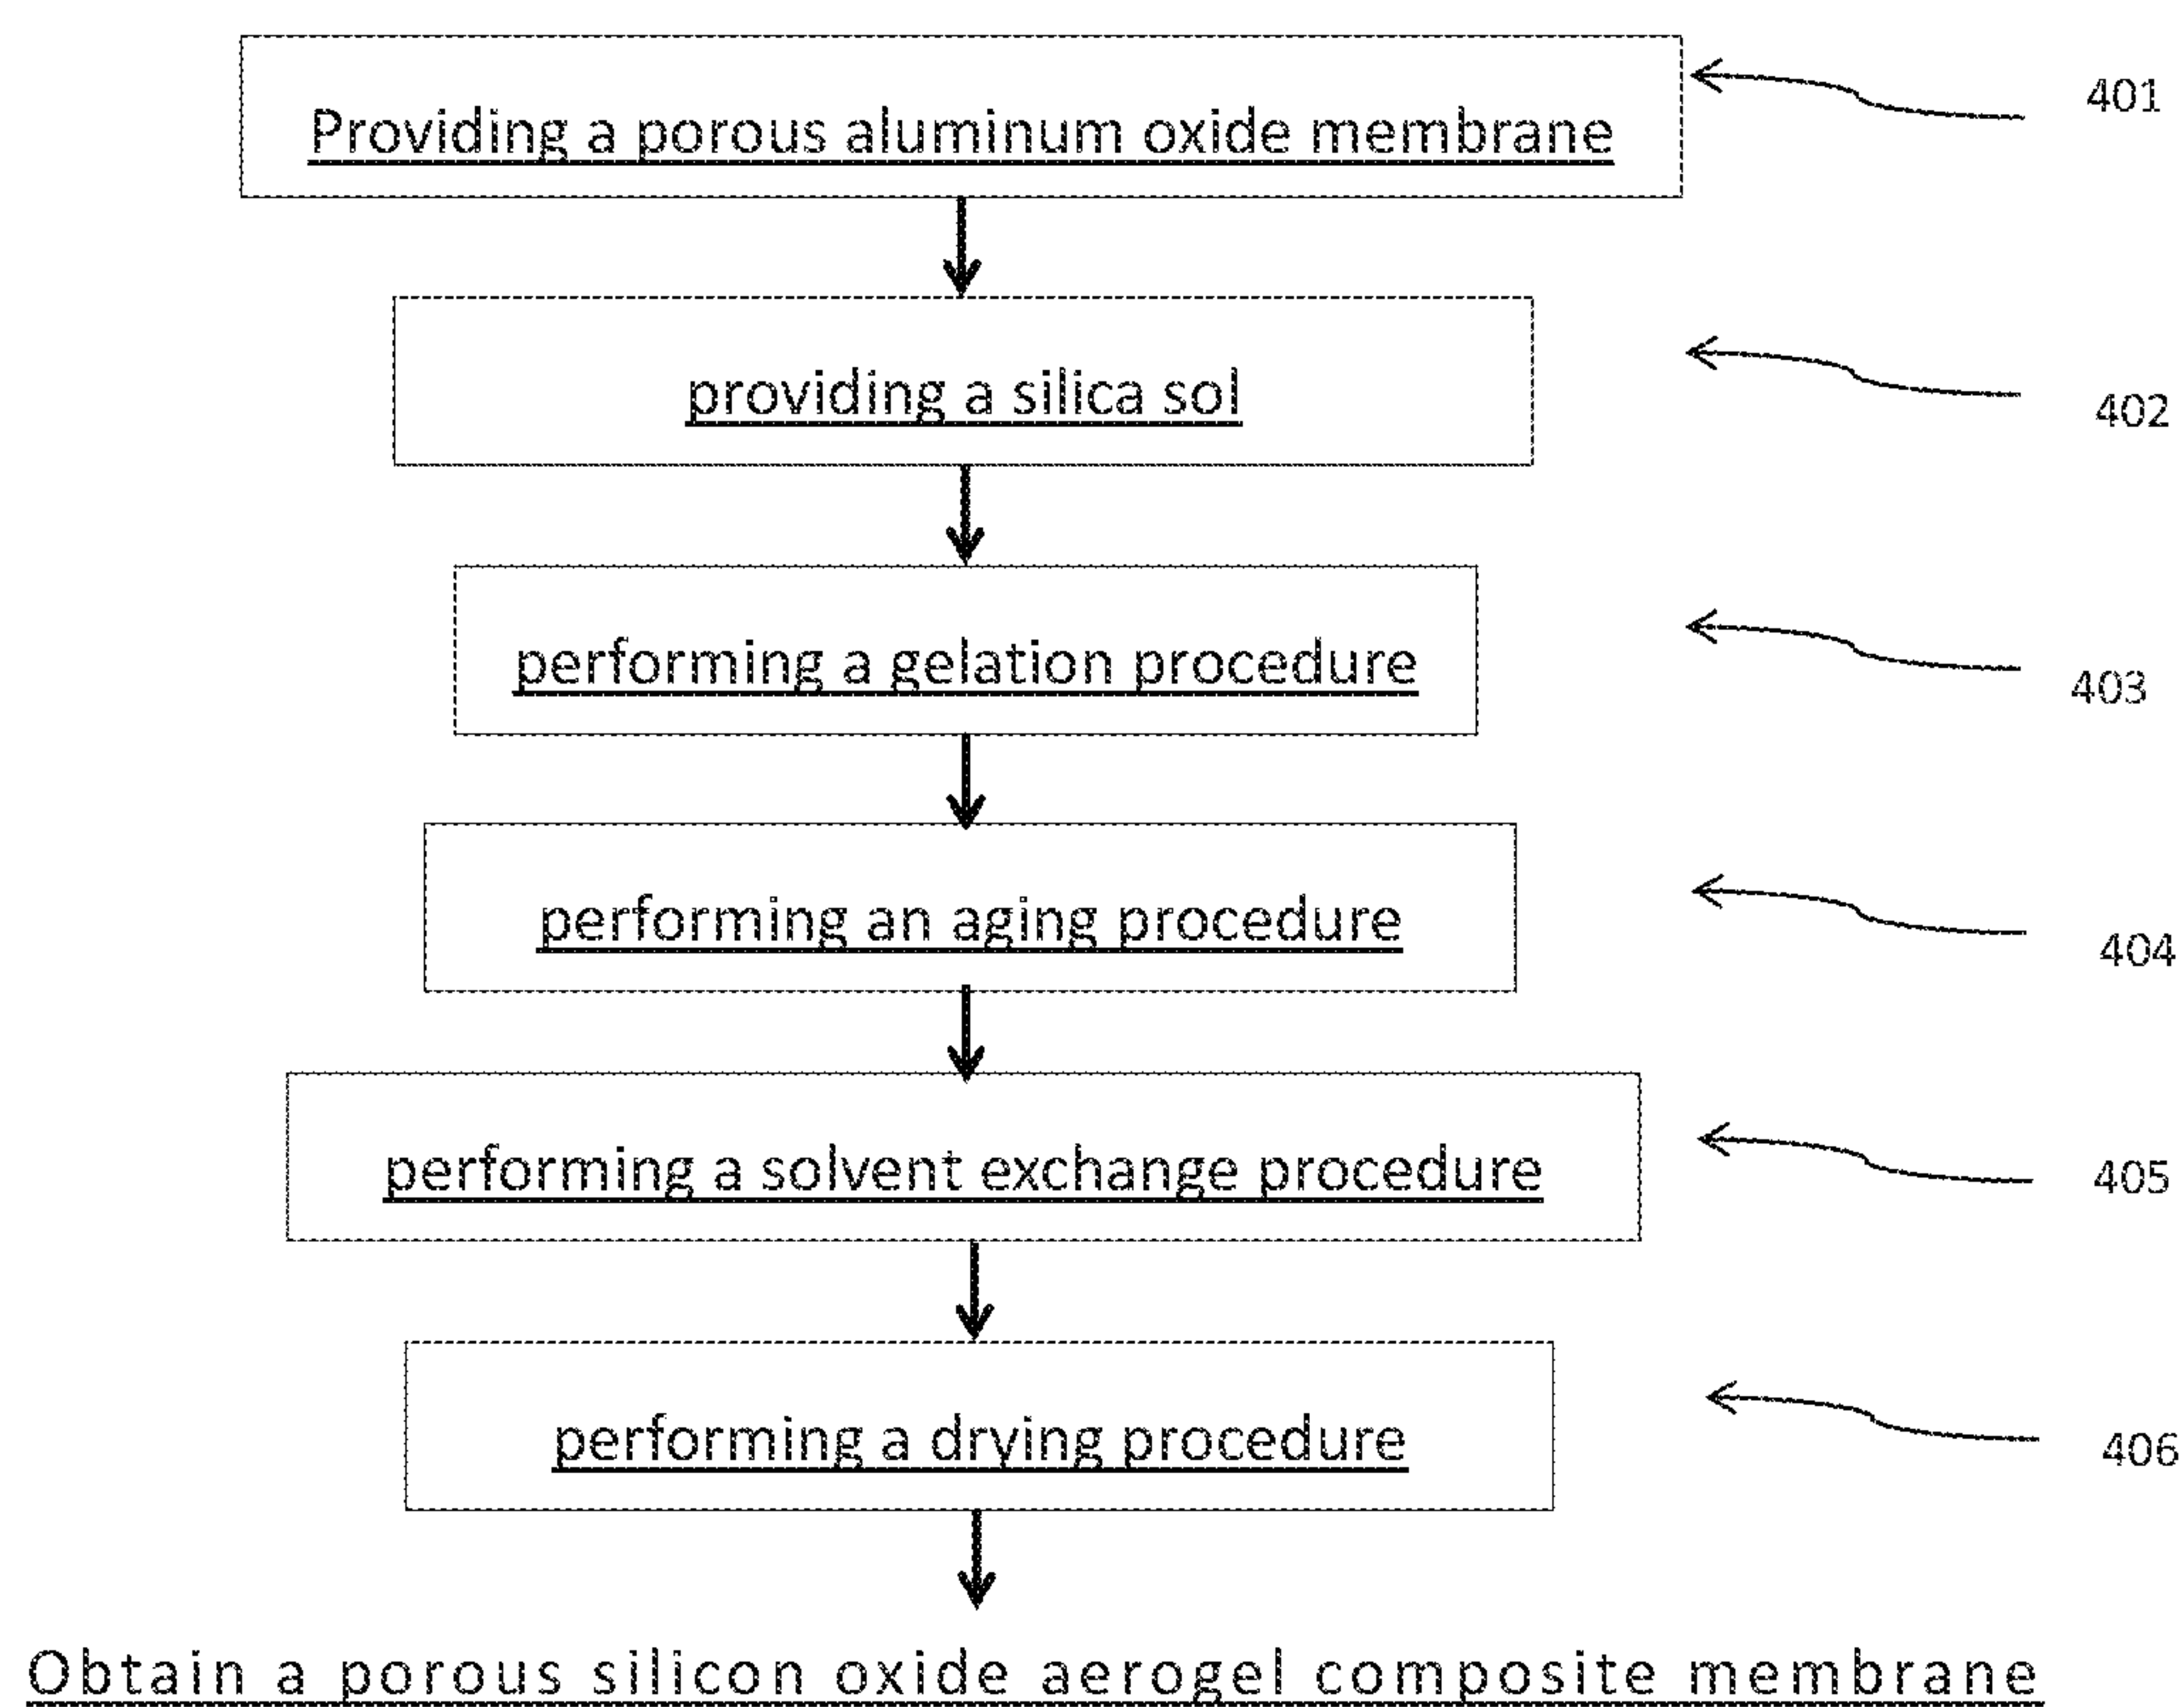 Providing a porous aluminum oxide membrane
401
providing a silica sol
402
performing a gelation procedure
403
performing an aging procedure
404
performing a solvent exchange procedure
405
performing a drying procedure
406
Obtain a porous silicon oxide aerogel composite membrane